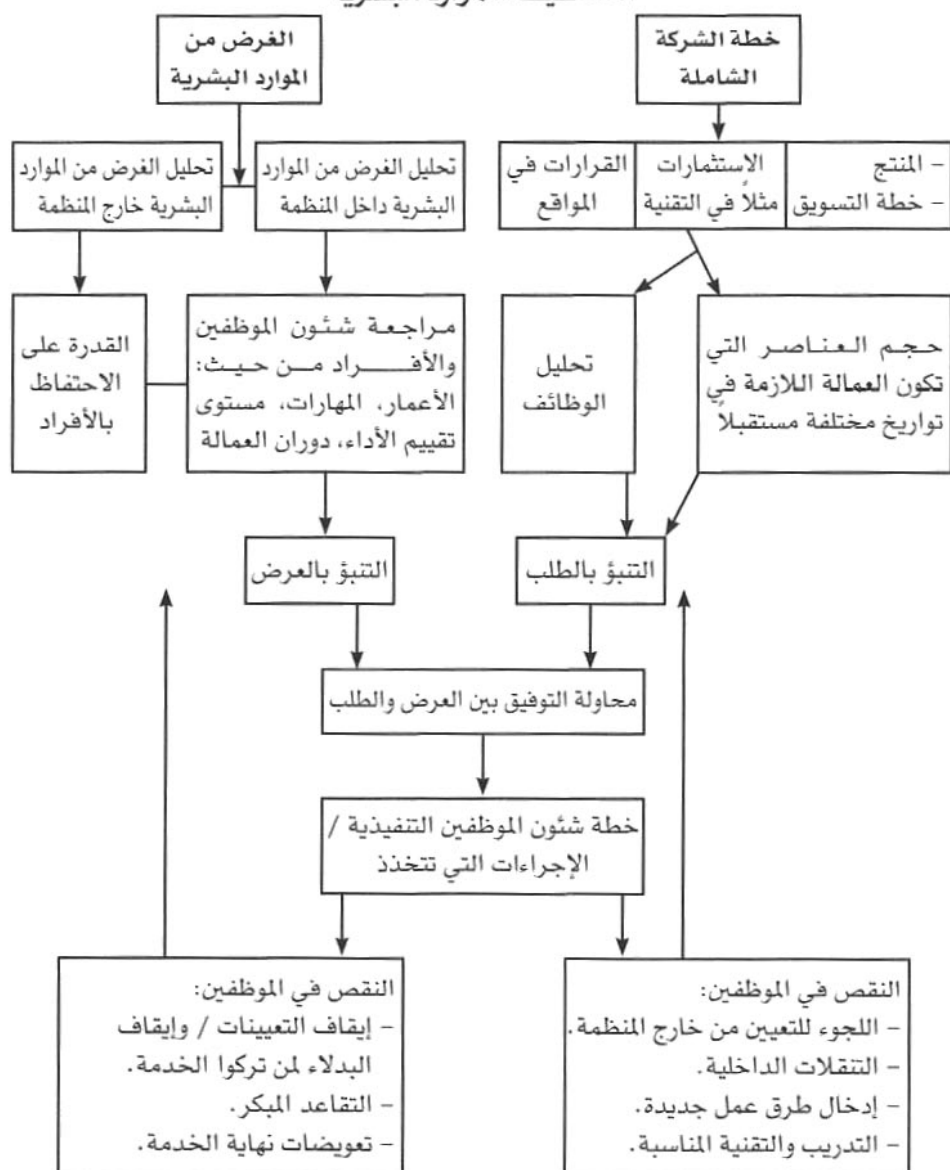 خطة الشركة
الشاملة
الغرض من
الموارد البشرية
- المنتج
- خطة التسويق
الاستثمارات
مثلاً في التقنية
القرارات في
المواقع
تحليل الغرض من الموارد
البشرية داخل المنظمة
تحليل الغرض من الموارد
البشرية خارج المنظمة
حجم العناصر التي
تكون العمالة اللازمة في
تواريخ مختلفة مستقبلاً
تحليل
الوظائف
مراجعة شئون الموظفين
والأفراد من حيث:
الأعمار، المهارات، مستوى
تقييم الأداء، دوران العمالة
القدرة على
الاحتفاظ
بالأفراد
التنبؤ بالطلب
التنبؤ بالعرض
محاولة التوفيق بين العرض والطلب
خطة شئون الموظفين التنفيذية /
الإجراءات التي تتخذذ
النقص في الموظفين:
- اللجوء للتعيين من خارج المنظمة.
- التنقلات الداخلية.
- إدخال طرق عمل جديدة.
- التدريب والتقنية المناسبة.
النقص في الموظفين:
- إيقاف التعيينات / وإيقاف
البدلاء لمن تركوا الخدمة.
- التقاعد المبكر.
- تعويضات نهاية الخدمة.